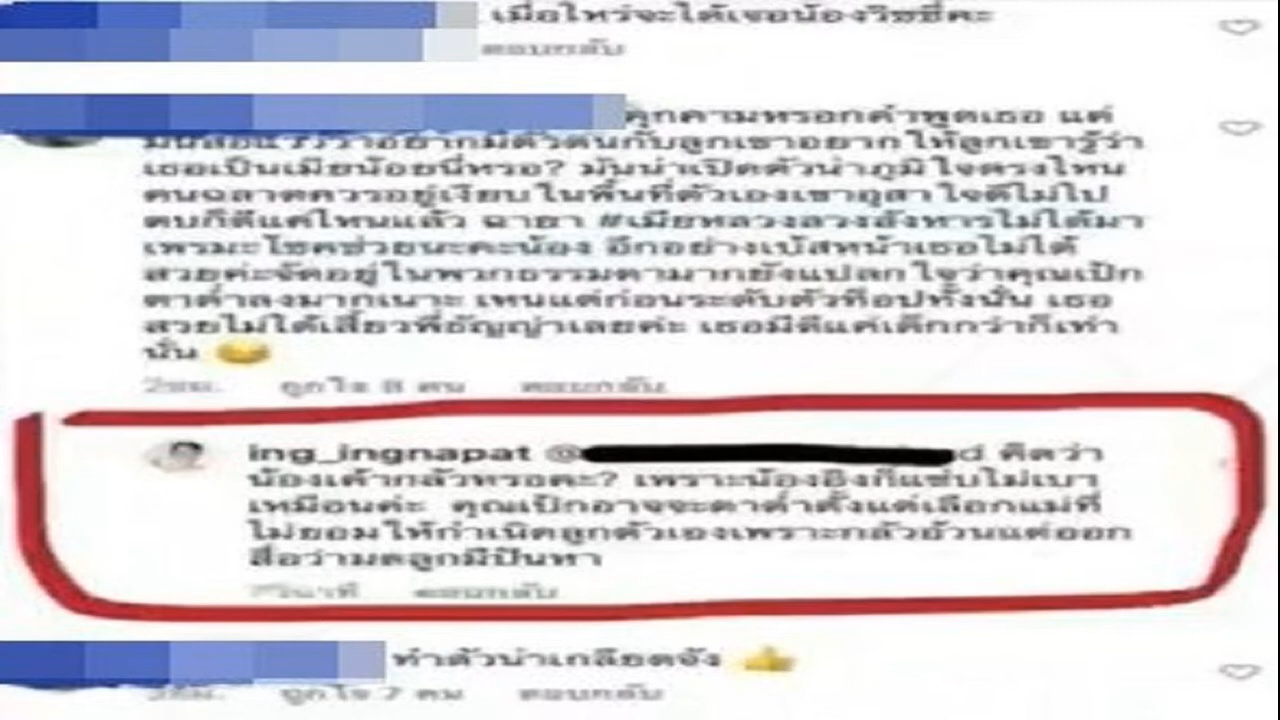 เมื่อไหว่จะได้เจอน้องวิชชี่คะ
ตอบกลับ
คุกคามหรอกคำพูดเธอ แต่
มันสื่อแววว่าอยากมีตัวตนกับลูกเขาอยากให้ลูกเขารู้ว่า
เธอเป็นเมียน้อยนี่หรอ? มันน่าเปิดตัวน่าภูมิใจตรงไหน
คนฉลาดควรอยู่เงียบในพื้นที่ตัวเองเขาอุสาใจดีไม่ไป
ตบก็ดีแค่ไหนแล้ว ฉายา #เมียหลวงลวงสังหารไม่ได้มา
เพรมะโชคช่วยนะคะน้อง อีกอย่างเบ้สหน้าเธอไม่ได้
สวยค่ะจัดอยู่ในพวกธรรมดามากยังแปลกใจว่าคุณเป๊ก
ตาต่ำลงมากเนาะ เทนแต่ก่อนระดับตัวท๊อปทั้งนั้น เธอ
สวยไม่ได้เสี้ยวพี่ธัญญ่าเลยค่ะ เธอมีดีแค่เด็กกว่าก็เท่า
นั้น
2ชม. ถูกใจ 8 คน ตอบกลับ
ing_ingnapat @ d คิดว่า
น้องเค้ากลัวหรอคะ? เพราะน้องอิงก็แซ่บไม่เบา
เหมือนค่ะ คุณเป๊กอาจจะตาต่ำตั้งแต่เลือกแม่ที่
ไม่ยอมให้กำเนิดลูกตัวเองเพราะกลัวอ้วนแต่ออก
สื่อว่ามดลูกมีปันหา
วินาที ตอบกลับ
ทำตัวน่าเกลียดจัง
ถูกใจ 7 คน ตอบกลับ